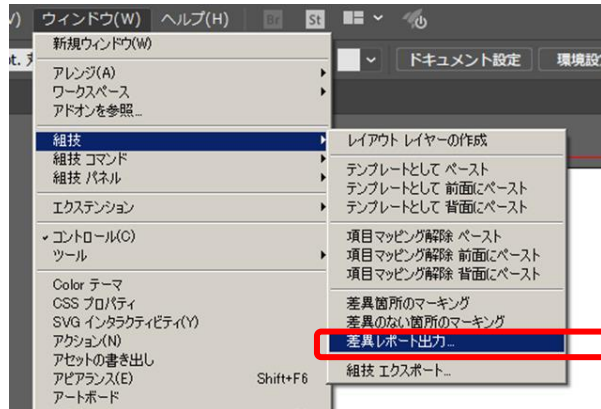 ) ウィンドウ(W) ヘルプ(H) Br St
新規ウィンドウ(W)
アレンジ(A)
ワークスペース
アドオンを参照...
組技
組技 コマンド
組技 パネル
エクステンション
コントロール(C)
ツール
Color テーマ
CSS プロパティ
SVG インタラクティビティ(Y)
アクション(N)
アセットの書き出し
アピアランス(E) Shift+F6
アートボード
pt.
ドキュメント設定 環境設
レイアウト レイヤーの作成
テンプレートとして ペースト
テンプレートとして 前面にペースト
テンプレートとして 背面にペースト
項目マッピング解除 ペースト
項目マッピング解除 前面にペースト
項目マッピング解除 背面にペースト
差異箇所のマーキング
差異のない箇所のマーキング
差異レポート出力...
組技 エクスポート...